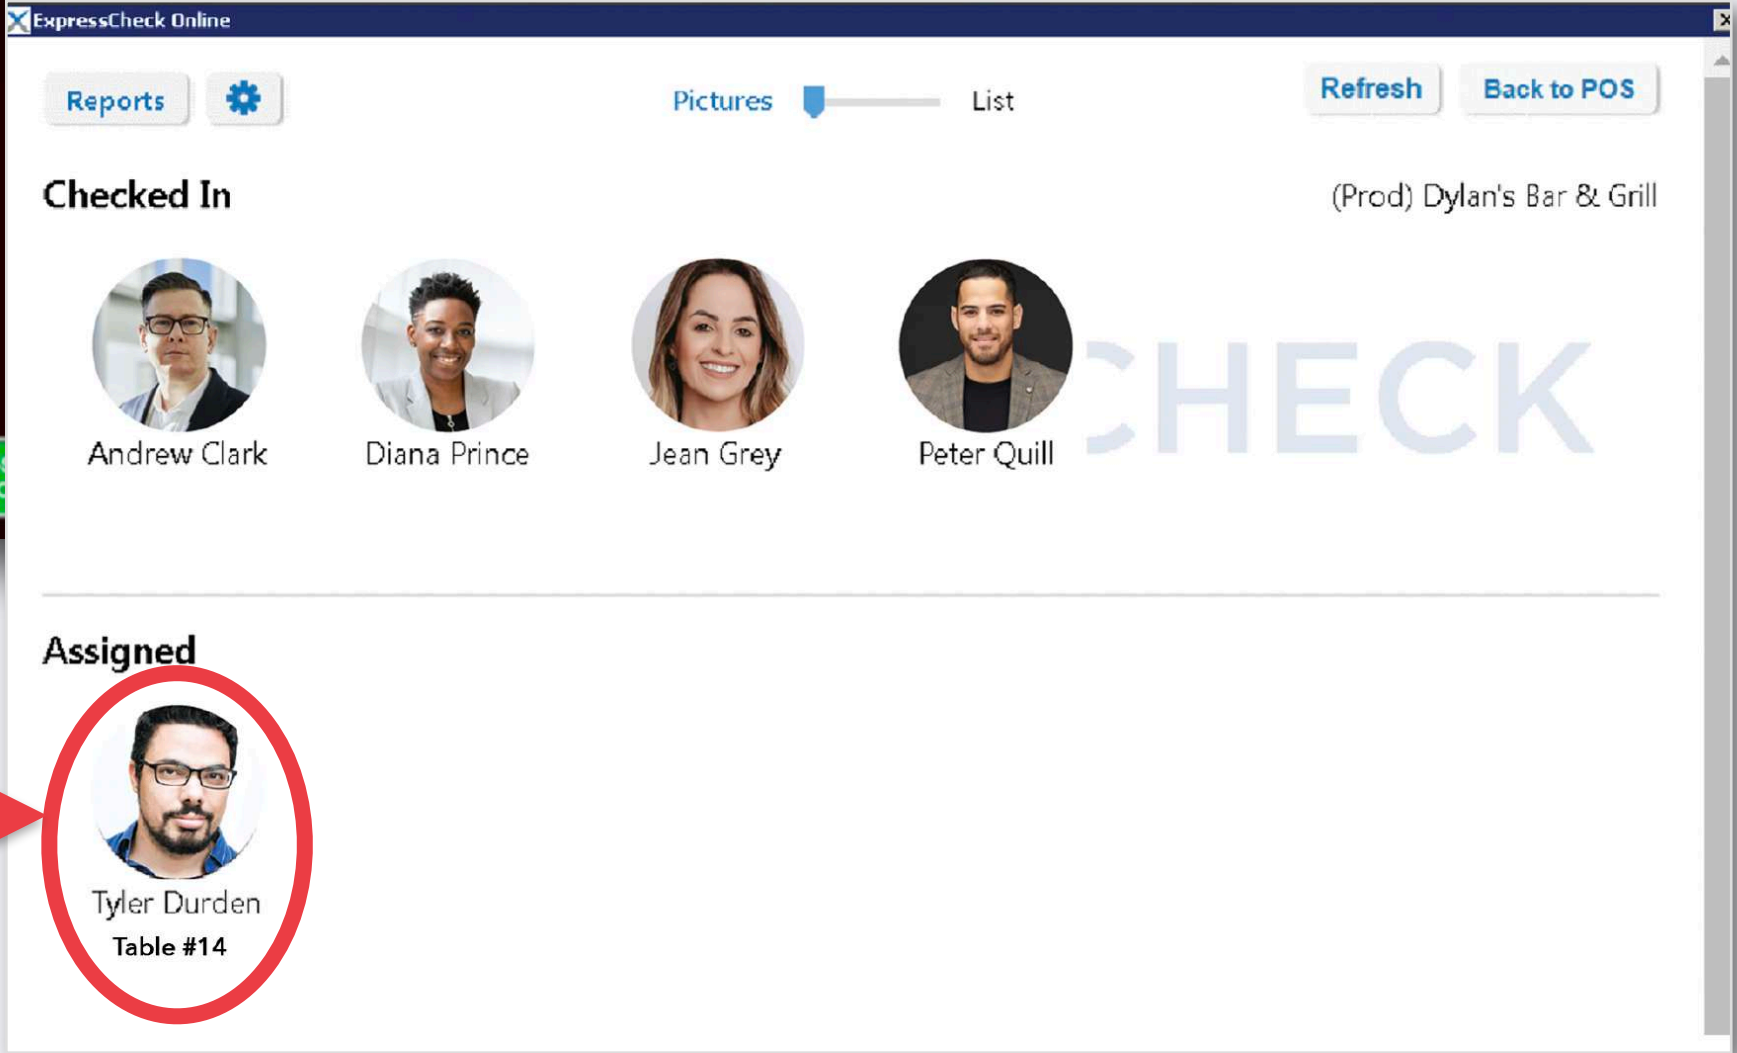 ExpressCheck Online
Reports
Pictures
List
Refresh
Back to POS
Checked In
(Prod) Dylan's Bar & Grill
CHECK
Andrew Clark
Diana Prince
Jean Grey
Peter Quill
Assigned
Tyler Durden
Table #14